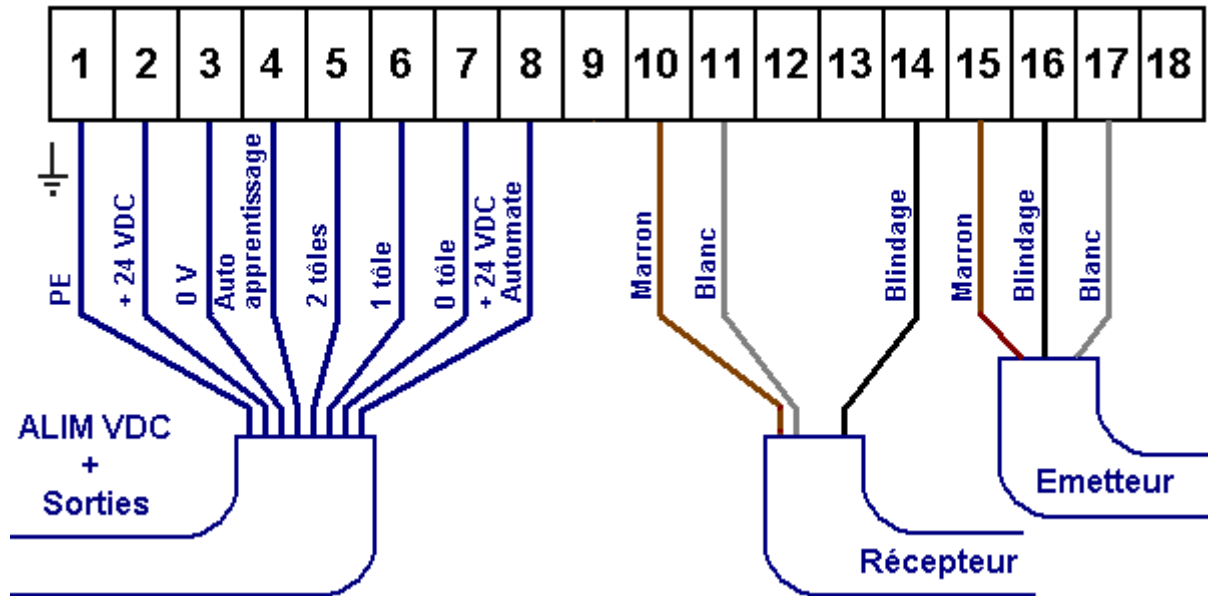 1 2 3 4 5 6 7 8 9 10 11 12 13 14 15 16 17 18
PE
+ 24 VDC
0 V
Auto
apprentissage
2 tôles
1 tôle
0 tôle
+ 24 VDC
Automate
Marron
Blanc
Blindage
Marron
Blindage
Blanc
ALIM VDC
+
Sorties
Récepteur
Emetteur